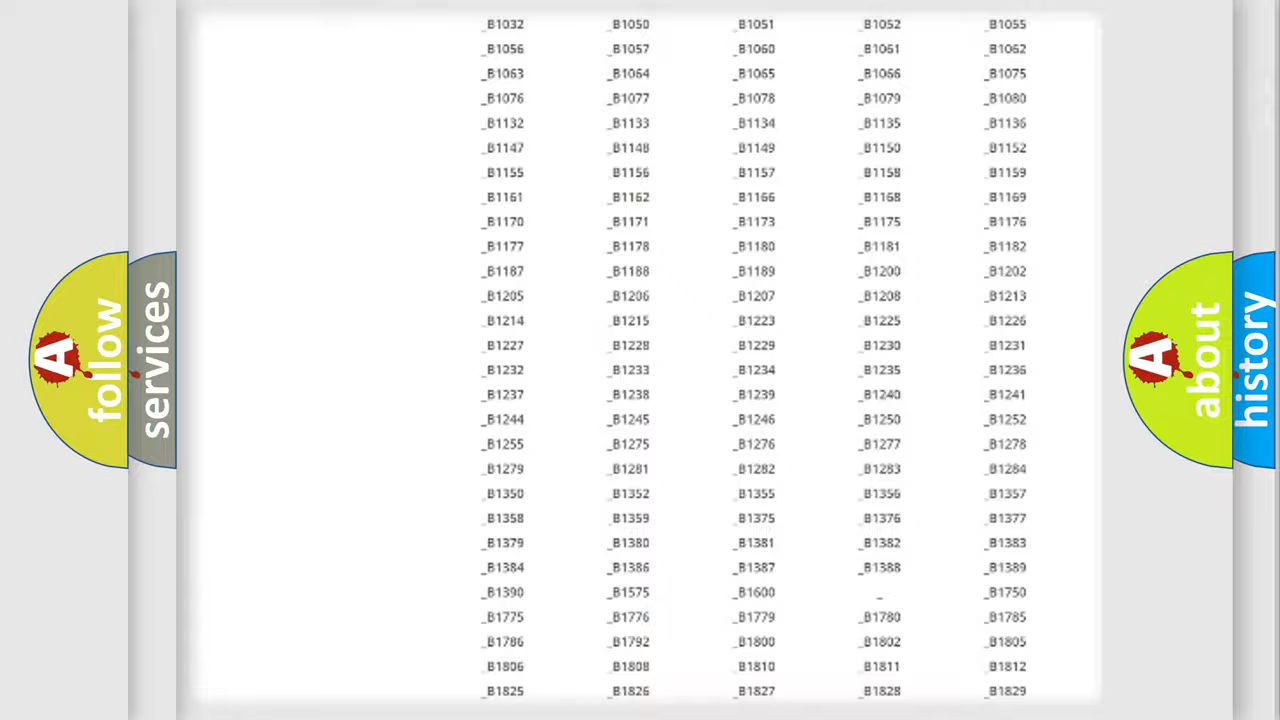 _B1032 _B1050 _B1051 _B1052 _B1055
_B1056 _B1057 _B1060 _B1061 _B1062
_B1063 _B1064 _B1065 _B1066 _B1075
_B1076 _B1077 _B1078 _B1079 _B1080
_B1132 _B1133 _B1134 _B1135 _B1136
_B1147 _B1148 _B1149 _B1150 _B1152
_B1155 _B1156 _B1157 _B1158 _B1159
_B1161 _B1162 _B1166 _B1168 _B1169
_B1170 _B1171 _B1173 _B1175 _B1176
_B1177 _B1178 _B1180 _B1181 _B1182
_B1187 _B1188 _B1189 _B1200 _B1202
_B1205 _B1206 _B1207 _B1208 _B1213
_B1214 _B1215 _B1223 _B1225 _B1226
_B1227 _B1228 _B1229 _B1230 _B1231
_B1232 _B1233 _B1234 _B1235 _B1236
_B1237 _B1238 _B1239 _B1240 _B1241
_B1244 _B1245 _B1246 _B1250 _B1252
_B1255 _B1275 _B1276 _B1277 _B1278
_B1279 _B1281 _B1282 _B1283 _B1284
_B1350 _B1352 _B1355 _B1356 _B1357
_B1358 _B1359 _B1375 _B1376 _B1377
_B1379 _B1380 _B1381 _B1382 _B1383
_B1384 _B1386 _B1387 _B1388 _B1389
_B1390 _B1575 _B1600 _ _B1750
_B1775 _B1776 _B1779 _B1780 _B1785
_B1786 _B1792 _B1800 _B1802 _B1805
_B1806 _B1808 _B1810 _B1811 _B1812
_B1825 _B1826 _B1827 _B1828 _B1829
A
follow
services
A
about
history